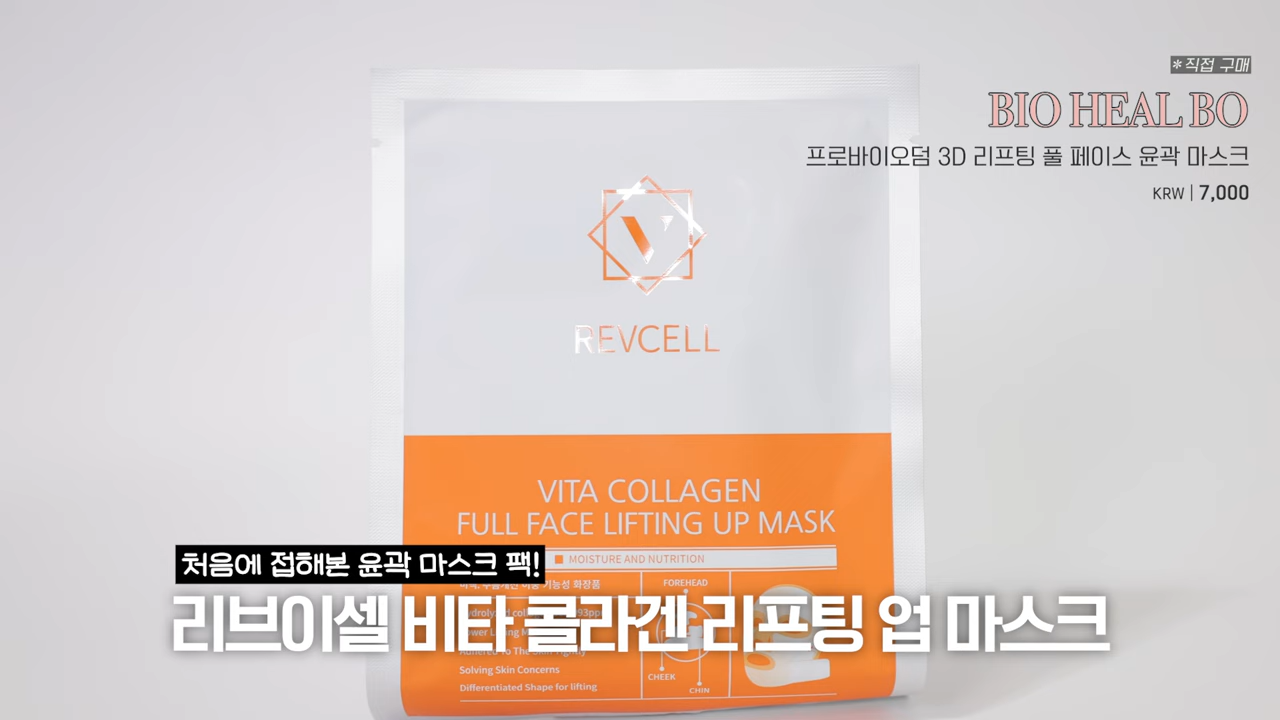 *직접 구매
BIO HEAL BO
프로바이오덤 3D 리프팅 풀 페이스 윤곽 마스크
KRW | 7,000
V
REVCELL
VITA COLLAGEN
FULL FACE LIFTING UP MASK
MOISTURE AND NUTRITION
처음에 접해본 윤곽 마스크 팩!
기능성 화장품
FOREHEAD
리브이셀 비타 콜라겐 리프팅 업 마스크
Solving Skin Concerns
Differentiated Shape for lifting
CHEEK
CHIN